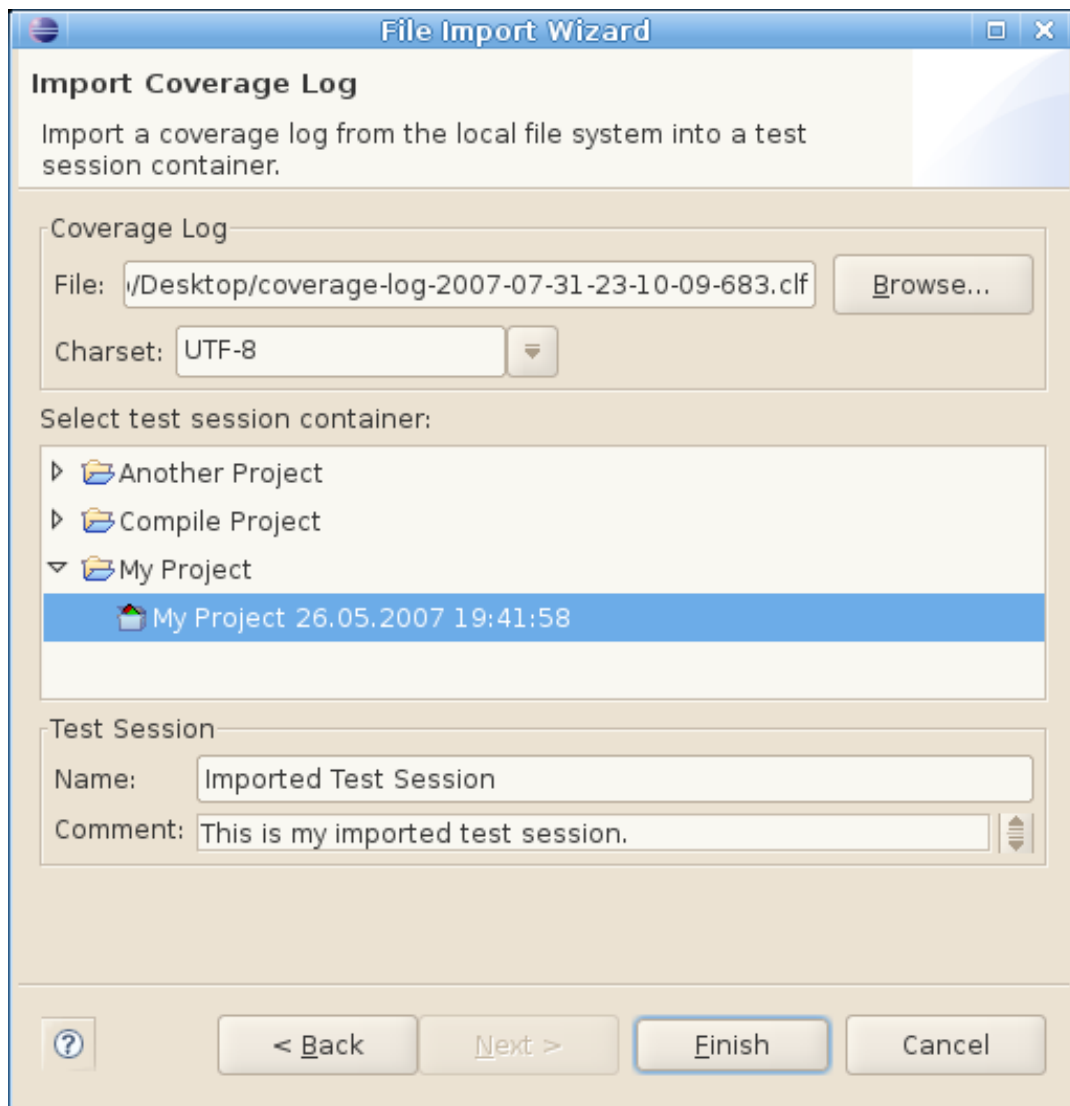 File Import Wizard
Import Coverage Log
Import a coverage log from the local file system into a test
session container.
Coverage Log
File: /Desktop/coverage-log-2007-07-31-23-10-09-683.clf Browse...
Charset: UTF-8
Select test session container:
Another Project
Compile Project
My Project
My Project 26.05.2007 19:41:58
Test Session
Name: Imported Test Session
Comment: This is my imported test session.
< Back Next > Finish Cancel